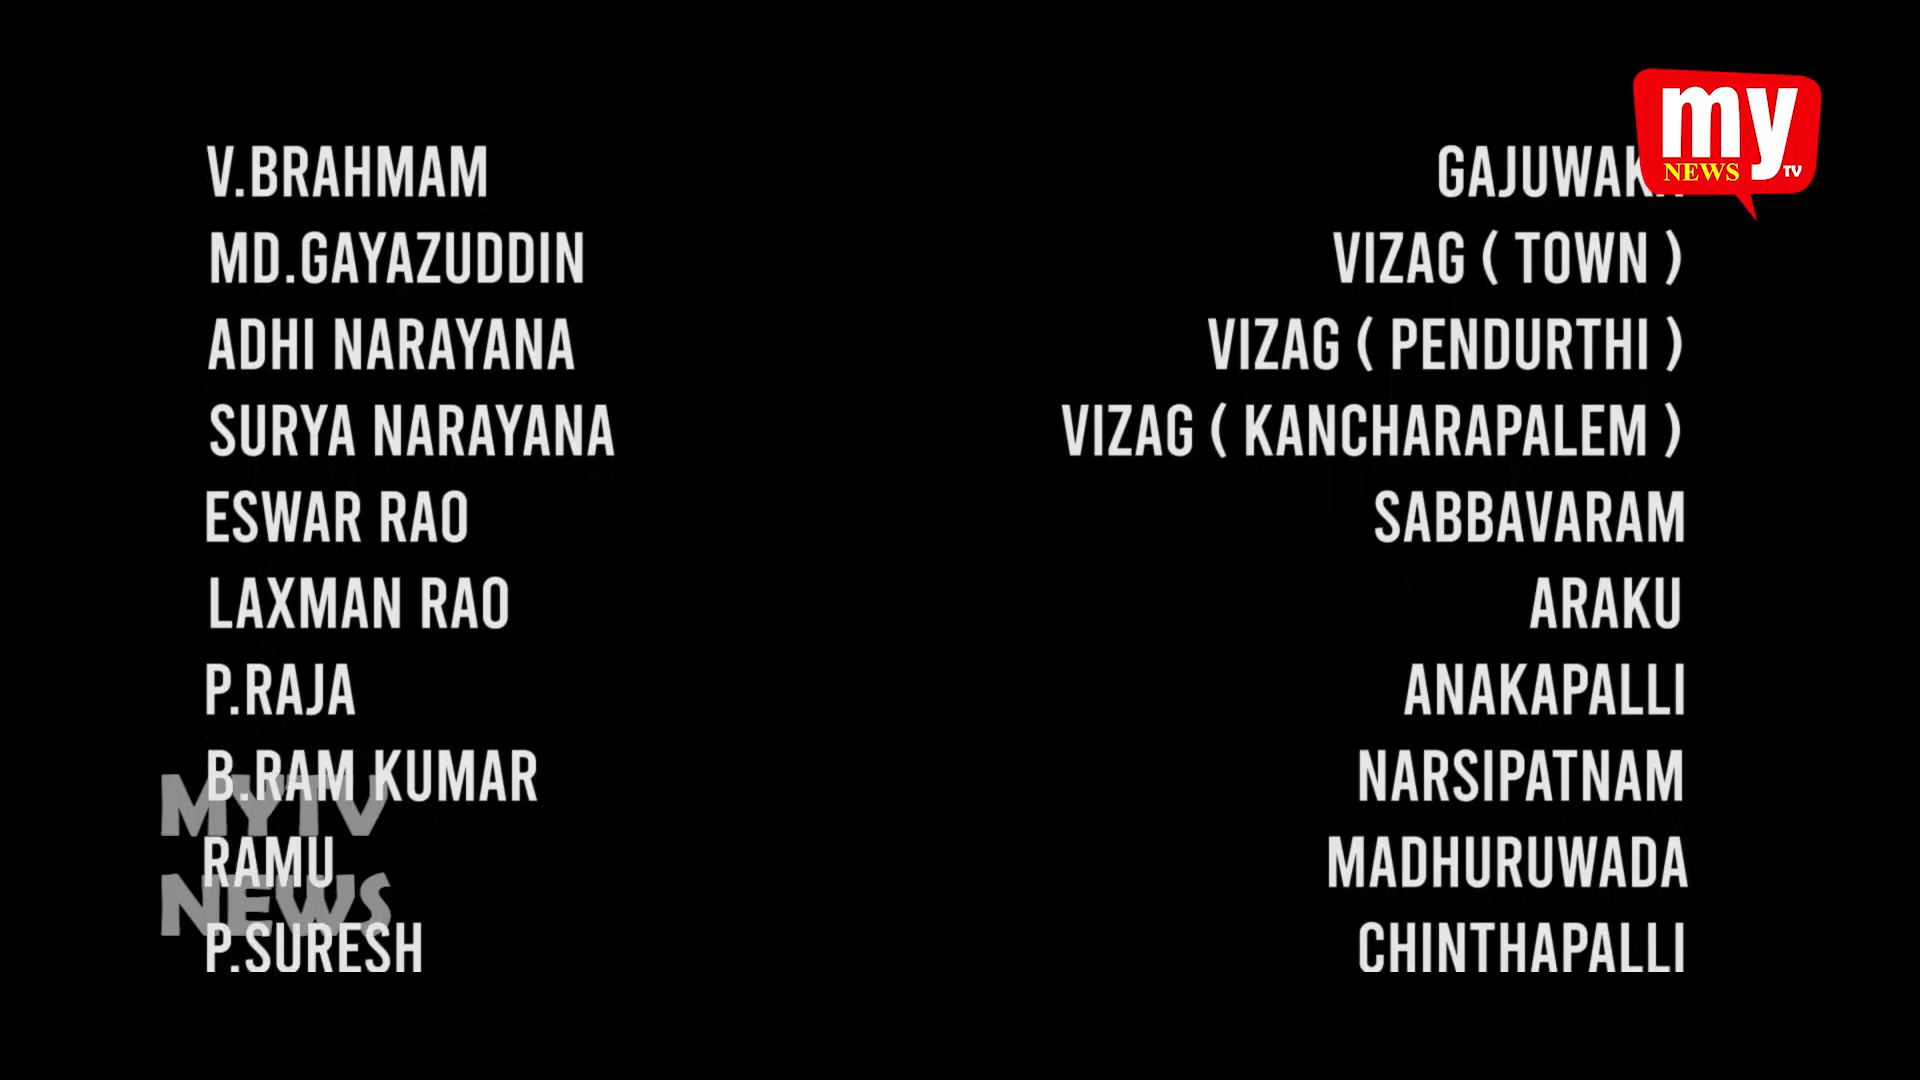 my
NEWS TV
V.BRAHMAM GAJUWAKA
MD.GAYAZUDDIN VIZAG ( TOWN )
ADHI NARAYANA VIZAG ( PENDURTHI )
SURYA NARAYANA VIZAG ( KANCHARAPALEM )
ESWAR RAO SABBAVARAM
LAXMAN RAO ARAKU
P.RAJA ANAKAPALLI
B.RAM KUMAR NARSIPATNAM
MYTV
RAMU MADHURUWADA
NEWS
P.SURESH CHINTHAPALLI